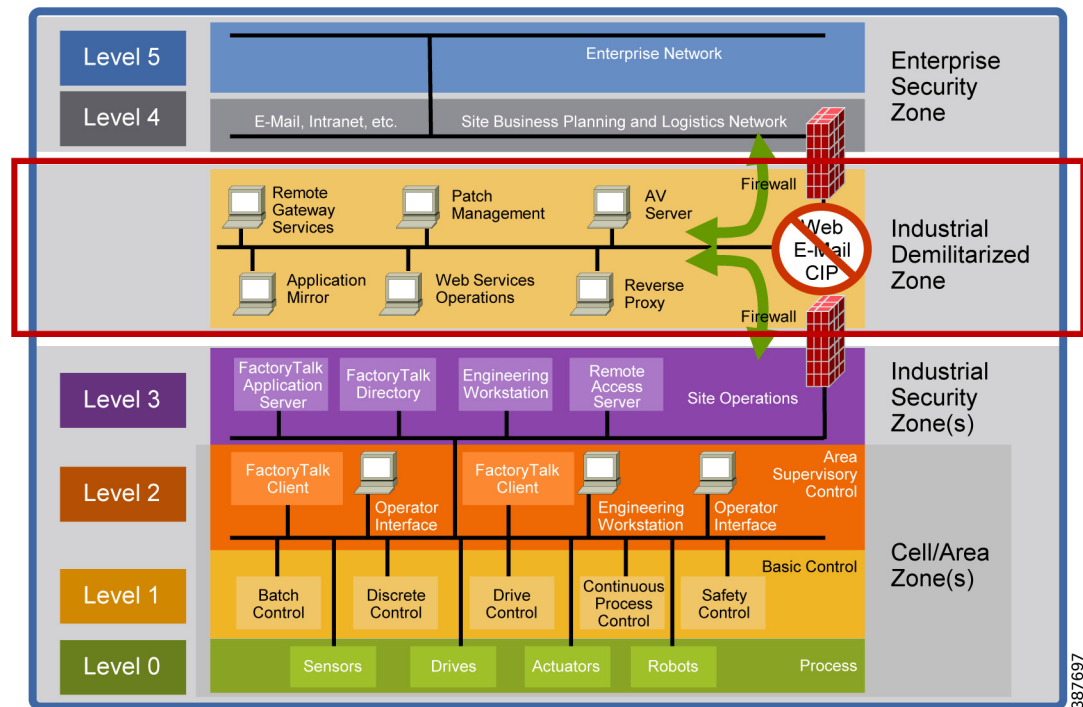 Level 5
Enterprise Network
Enterprise
Security
Zone
Level 4
E-Mail, Intranet, etc.
Site Business Planning and Logistics Network
Firewall
Remote
Gateway
Services
Patch
Management
AV
Server
Web
E-Mail
CIP
Industrial
Demilitarized
Zone
Application
Mirror
Web Services
Operations
Reverse
Proxy
Firewall
Level 3
FactoryTalk
Application
Server
FactoryTalk
Directory
Engineering
Workstation
Remote
Access
Server
Site Operations
Industrial
Security
Zone(s)
Level 2
FactoryTalk
Client
Operator
Interface
FactoryTalk
Client
Engineering
Workstation
Operator
Interface
Area
Supervisory
Control
Cell/Area
Zone(s)
Level 1
Basic Control
Batch
Control
Discrete
Control
Drive
Control
Continuous
Process
Control
Safety
Control
Level 0
Sensors
Drives
Actuators
Robots
Process
387697